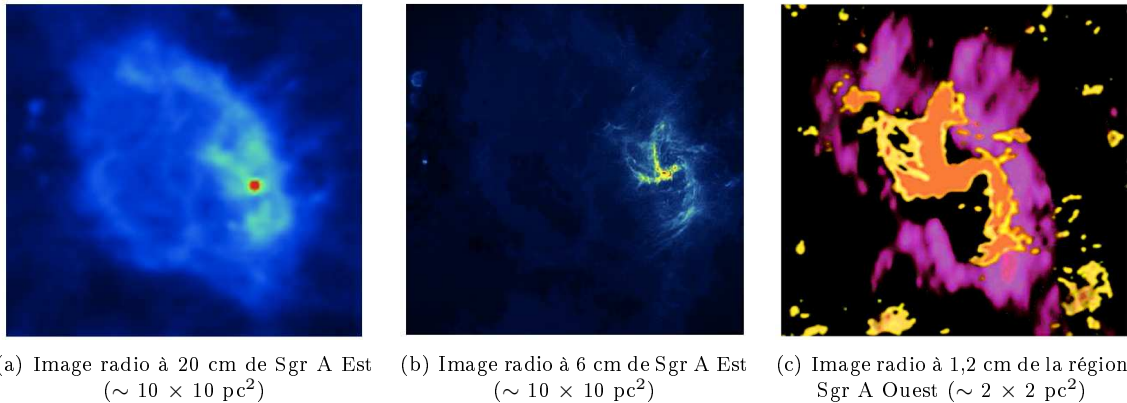 a) Image radio à 20 cm de Sgr A Est
(∼ 10 × 10 pc²)
(b) Image radio à 6 cm de Sgr A Est
(∼ 10 × 10 pc²)
(c) Image radio à 1,2 cm de la région
Sgr A Ouest (∼ 2 × 2 pc²)